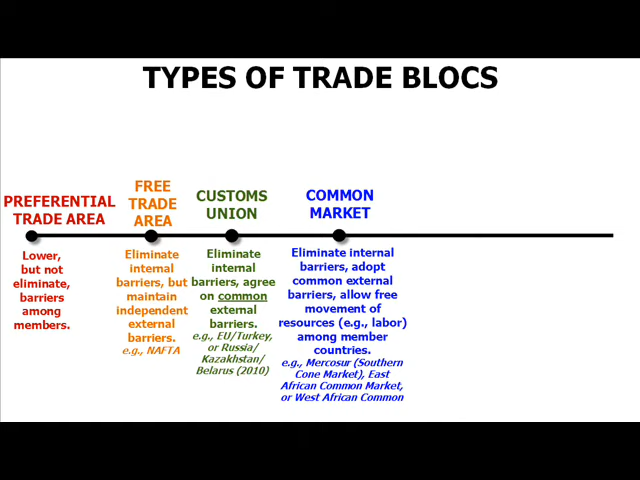 TYPES OF TRADE BLOCS
PREFERENTIAL
TRADE AREA
Lower,
but not
eliminate,
barriers
among
members.
FREE
TRADE
AREA
Eliminate
internal
barriers, but
maintain
independent
external
barriers.
e.g., NAFTA
CUSTOMS
UNION
Eliminate
internal
barriers, agree
on common
external
barriers.
e.g., EU/Turkey,
or Russia/
Kazakhstan/
Belarus (2010)
COMMON
MARKET
Eliminate internal
barriers, adopt
common external
barriers, allow free
movement of
resources (e.g., labor)
among member
countries.
e.g., Mercosur (Southern
Cone Market), East
African Common Market,
or West African Common